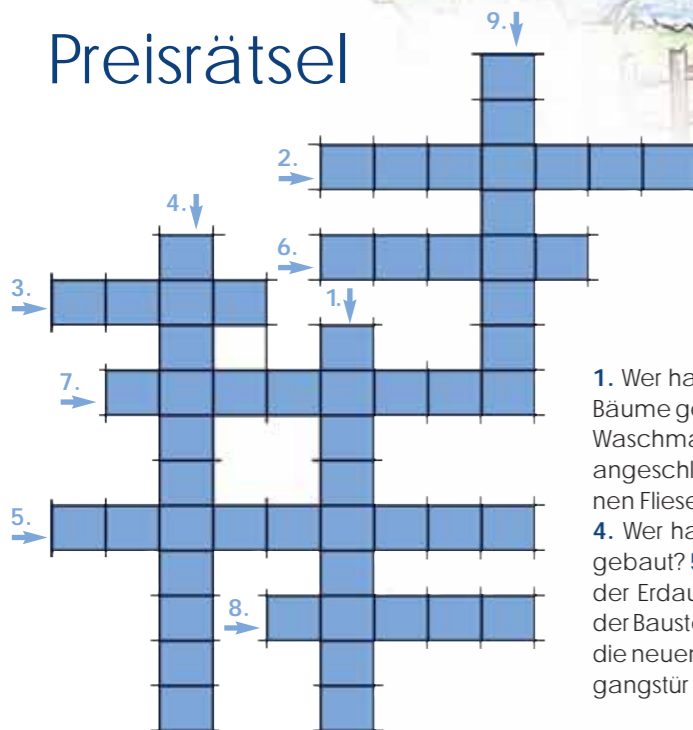 Preisrätsel
9.
2.
4.
6.
3.
1.
7.
5.
8.
1. Wer ha
Bäume ge
Waschma
angeschl
nen Fliese
4. Wer ha
gebaut? 5
der Erdau
der Bauste
die neuer
gangstür